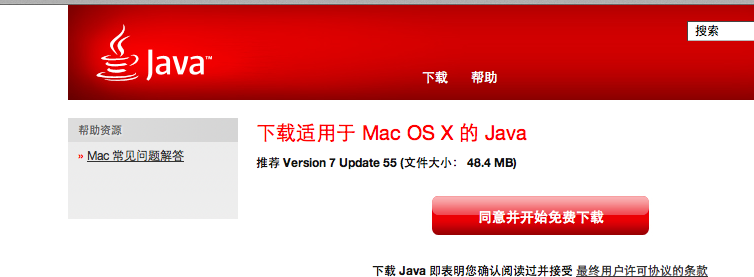 Java™
搜索
下载 帮助
帮助资源
» Mac 常见问题解答
下载适用于 Mac OS X 的 Java
推荐 Version 7 Update 55 (文件大小： 48.4 MB)
同意并开始免费下载
下载 Java 即表明您确认阅读过并接受 最终用户许可协议的条款